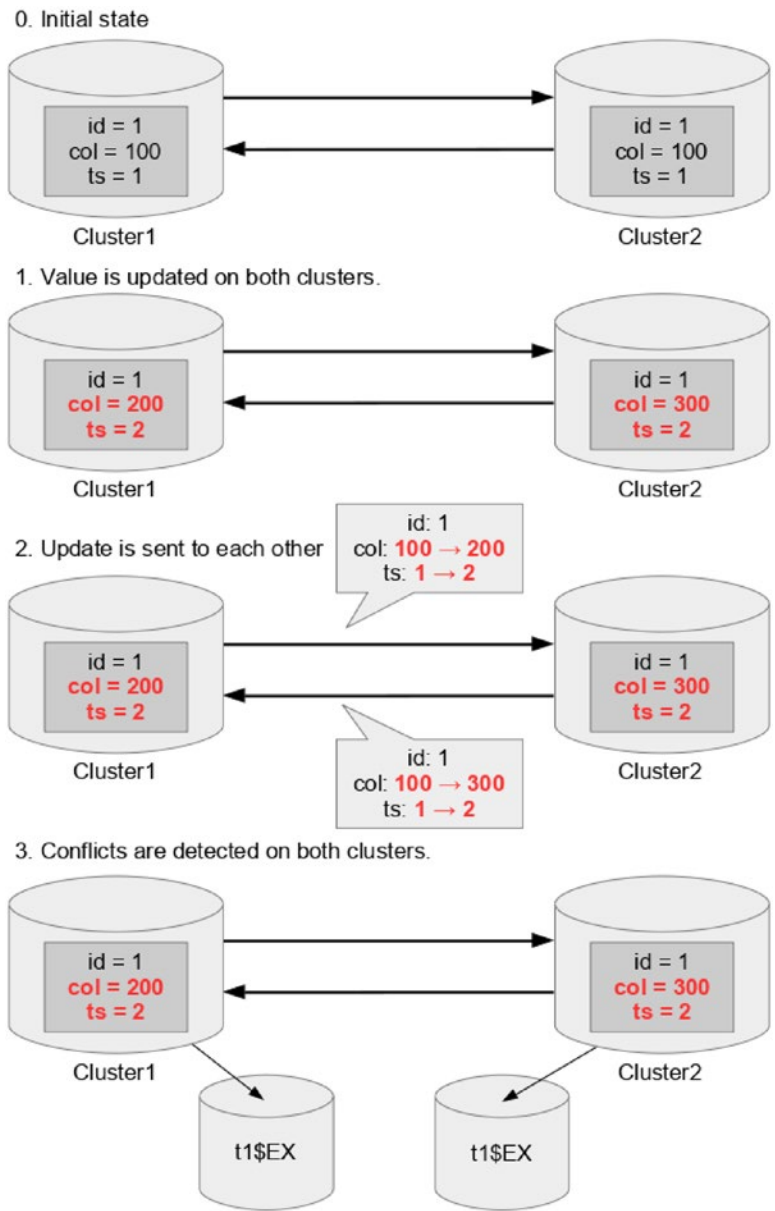 0. Initial state
id = 1
col = 100
ts = 1
Cluster1
id = 1
col = 100
ts = 1
Cluster2
1. Value is updated on both clusters.
id = 1
col = 200
ts = 2
Cluster1
id = 1
col = 300
ts = 2
Cluster2
2. Update is sent to each other
id: 1
col: 100 → 200
ts: 1 → 2
id = 1
col = 200
ts = 2
Cluster1
id = 1
col = 300
ts = 2
Cluster2
id: 1
col: 100 → 300
ts: 1 → 2
3. Conflicts are detected on both clusters.
id = 1
col = 200
ts = 2
Cluster1
id = 1
col = 300
ts = 2
Cluster2
t1$EX
t1$EX